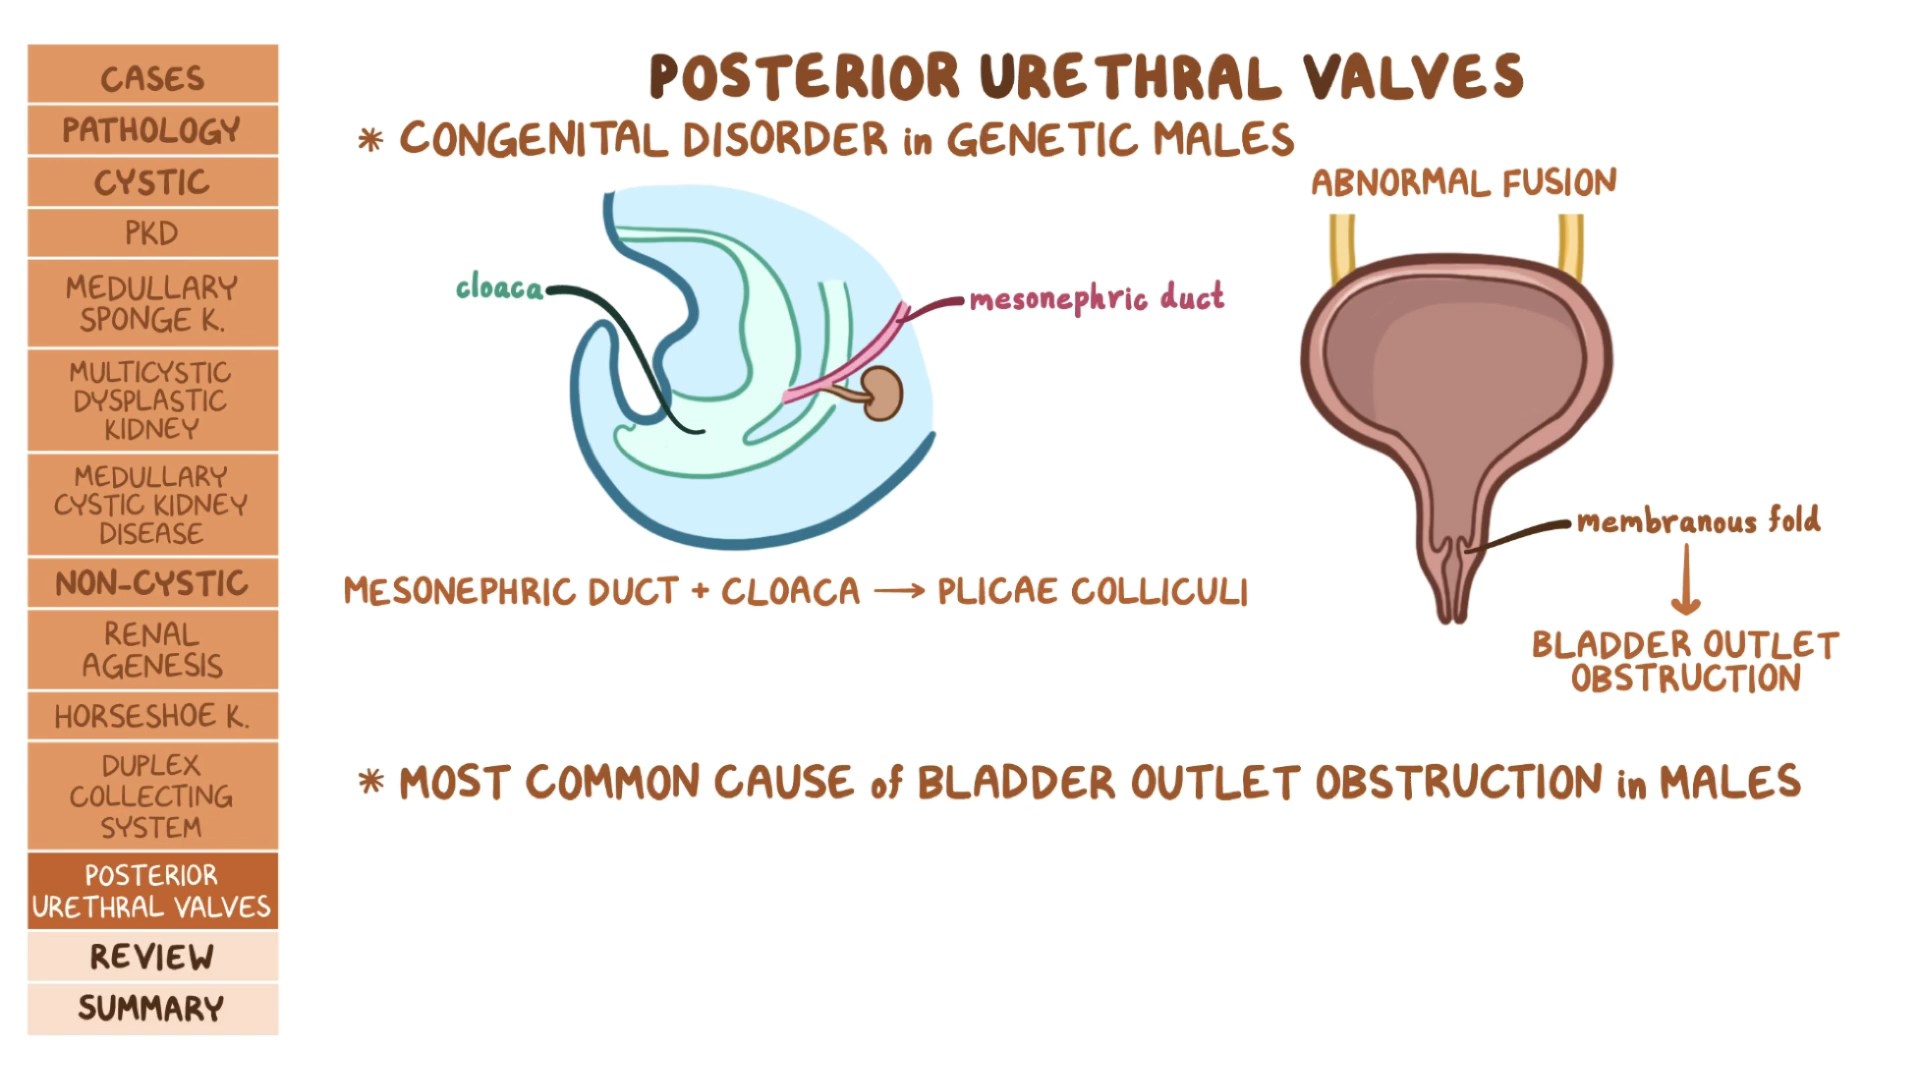 CASES
PATHOLOGY
CYSTIC
PKD
MEDULLARY
SPONGE K.
MULTICYSTIC
DYSPLASTIC
KIDNEY
MEDULLARY
CYSTIC KIDNEY
DISEASE
NON-CYSTIC
RENAL
AGENESIS
HORSESHOE K.
DUPLEX
COLLECTING
SYSTEM
POSTERIOR
URETHRAL VALVES
REVIEW
SUMMARY
POSTERIOR URETHRAL VALVES
* CONGENITAL DISORDER in GENETIC MALES
cloaca
mesonephric duct
MESONEPHRIC DUCT + CLOACA → PLICAE COLLICULI
ABNORMAL FUSION
membranous fold
BLADDER OUTLET
OBSTRUCTION
* MOST COMMON CAUSE of BLADDER OUTLET OBSTRUCTION in MALES